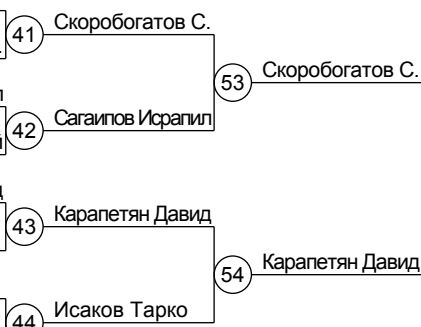 41 Скоробогатов С.
53 Скоробогатов С.
42 Сагаипов Исрапил
43 Карапетян Давид
54 Карапетян Давид
44 Исаков Тарко